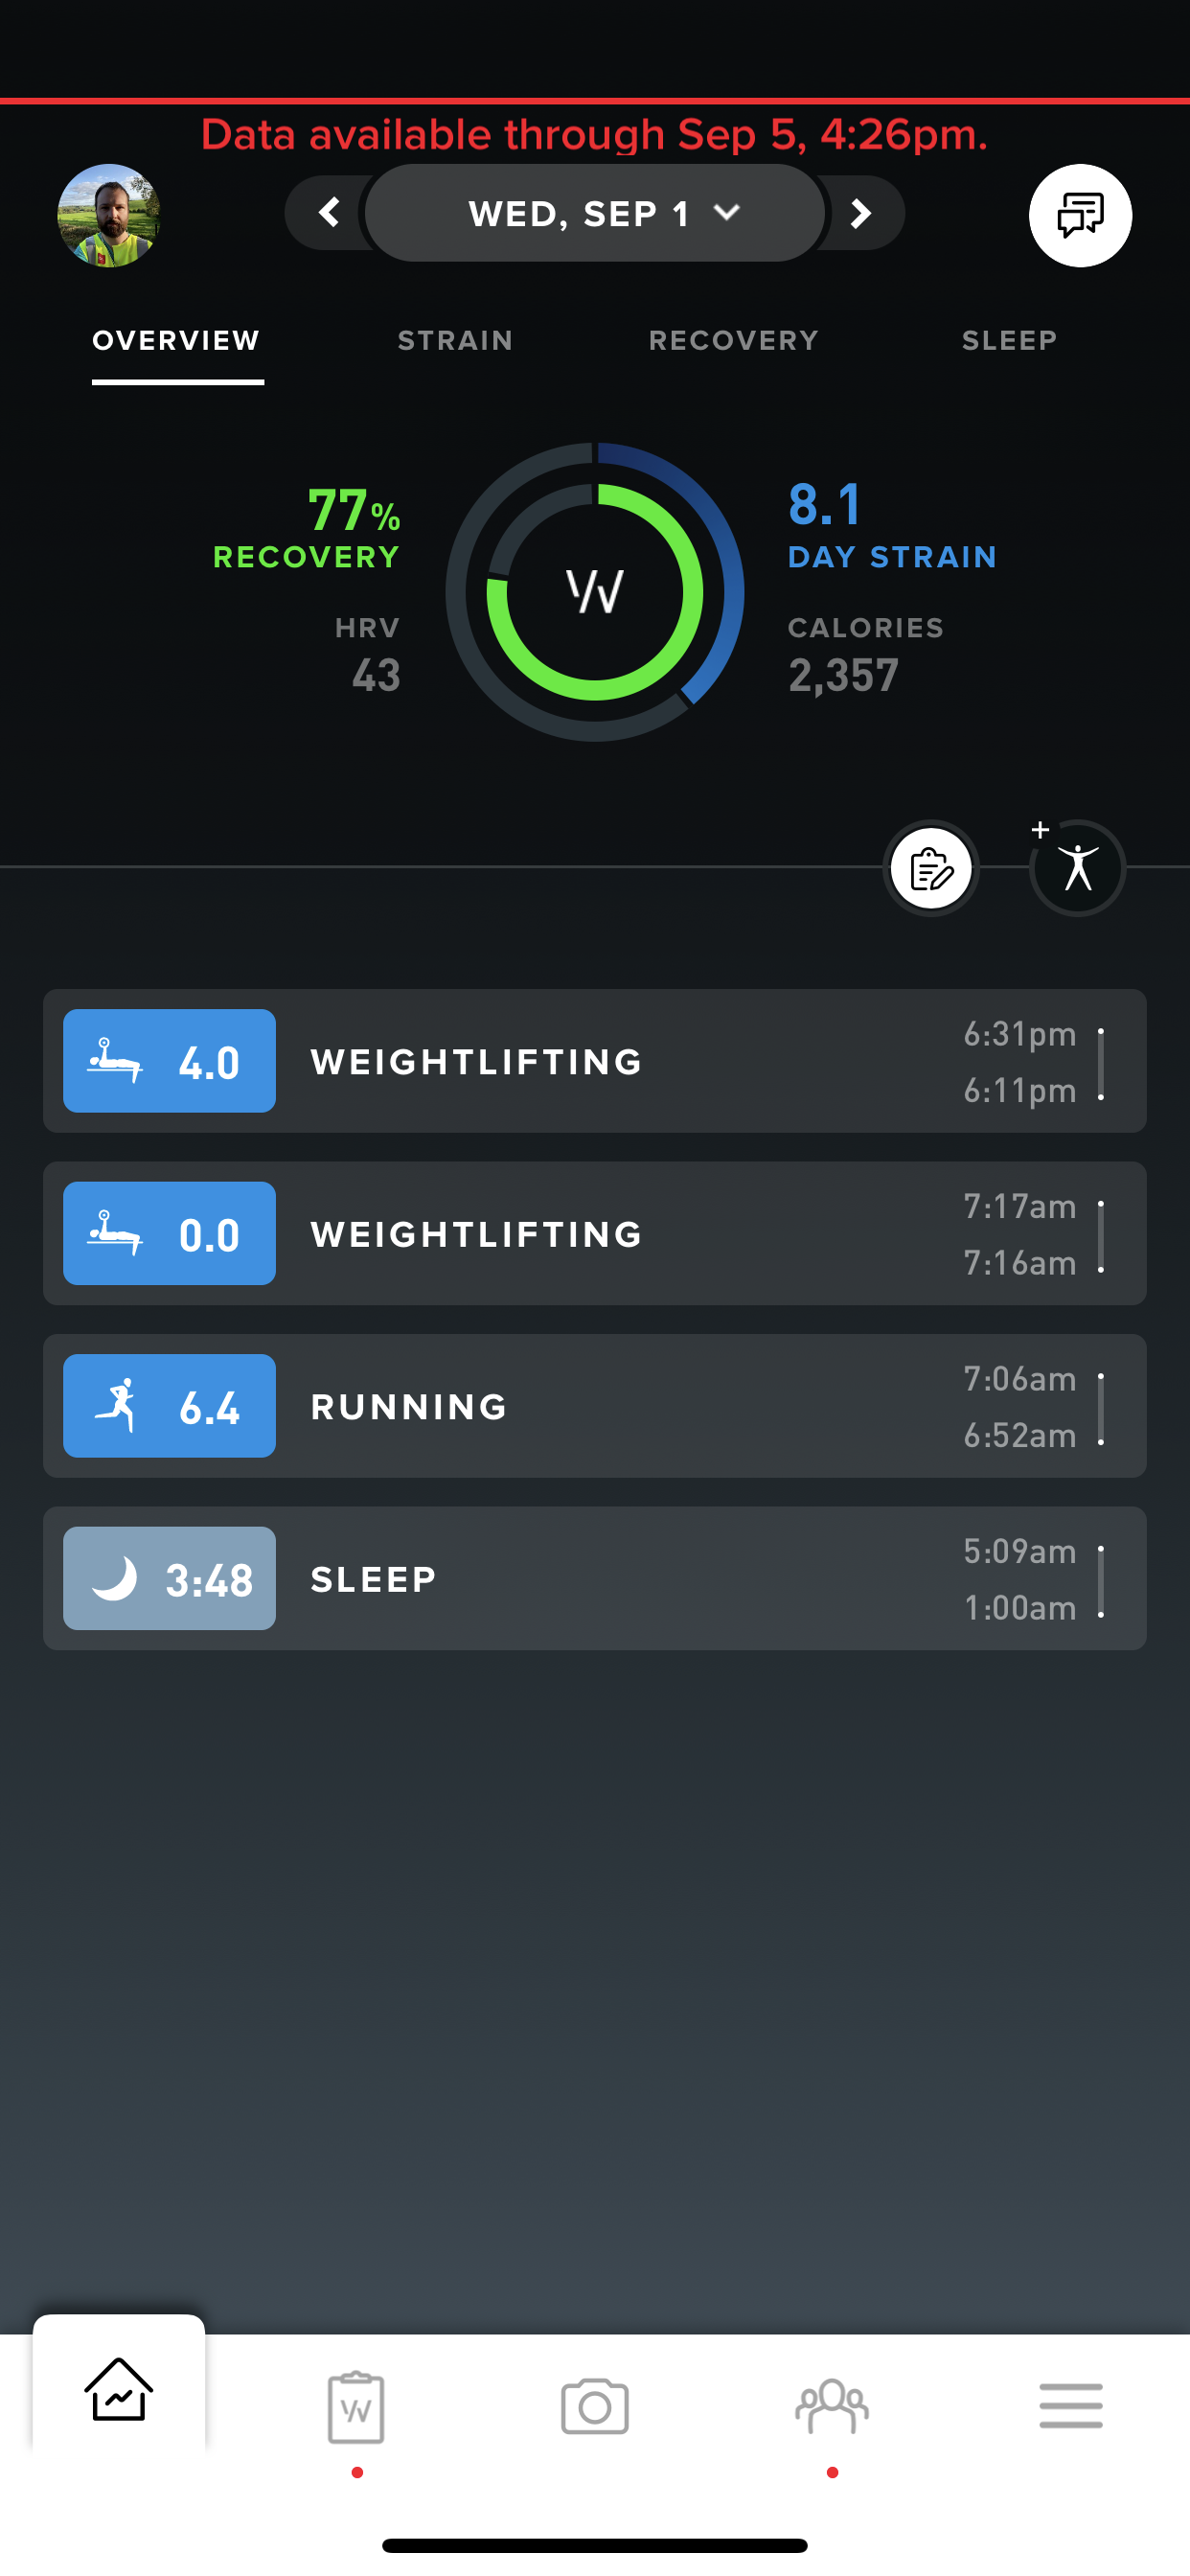 Data available through Sep 5, 4:26pm.
WED, SEP 1
OVERVIEW STRAIN RECOVERY SLEEP
77%
RECOVERY
HRV
43
8.1
DAY STRAIN
CALORIES
2,357
4.0 WEIGHTLIFTING 6:31pm
6:11pm
0.0 WEIGHTLIFTING 7:17am
7:16am
6.4 RUNNING 7:06am
6:52am
3:48 SLEEP 5:09am
1:00am